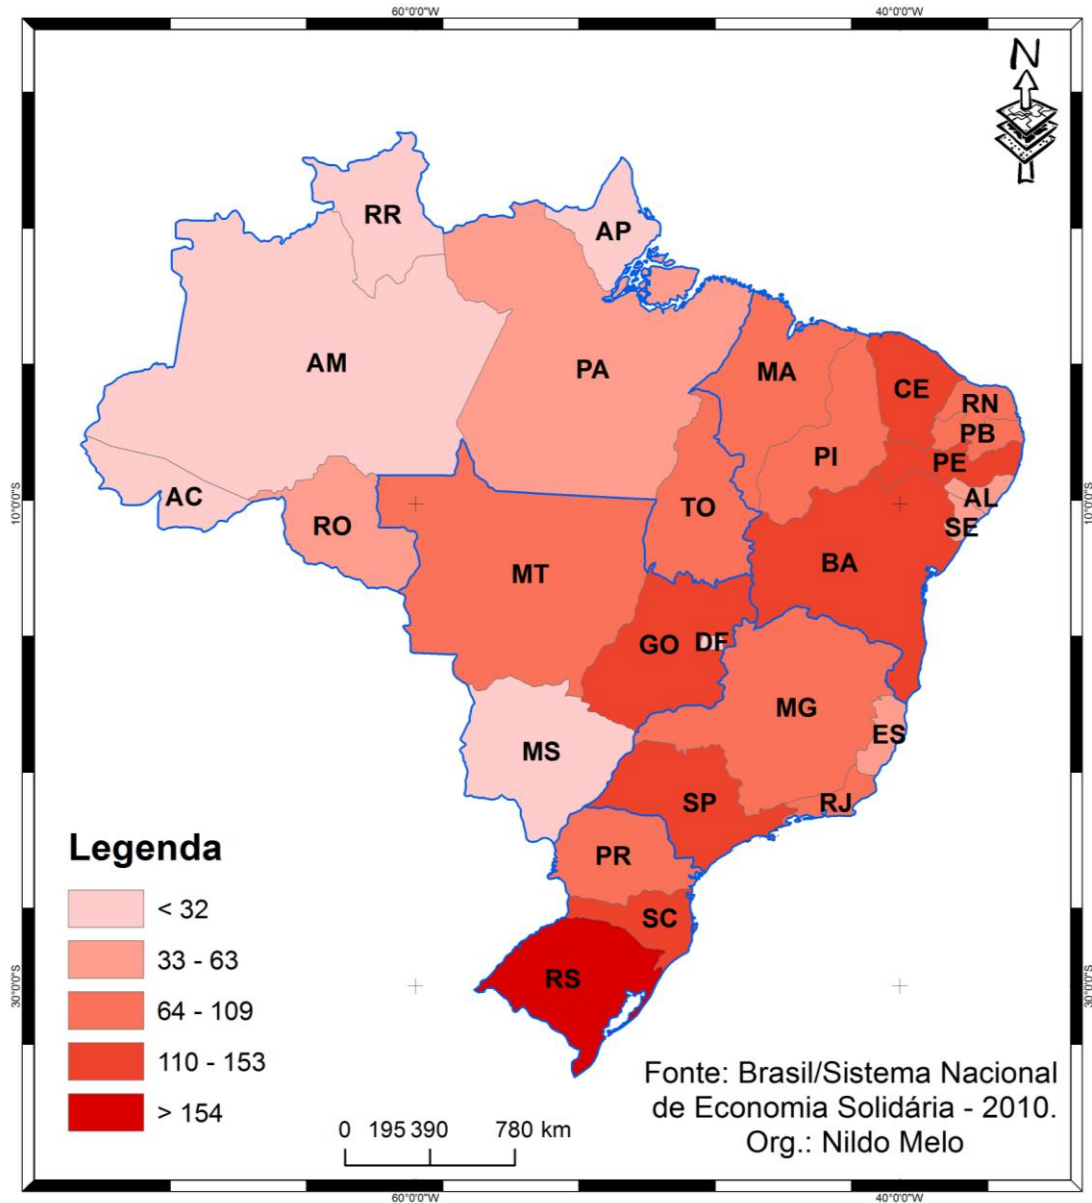 60°0'0"W
40°0'0"W
N
RR
AP
AM
PA
MA
CE
RN
PB
PI
PE
AC
AL
10°0'0"S
10°0'0"S
TO
RO
SE
BA
MT
GO
DF
MG
ES
MS
SP
RJ
PR
SC
RS
30°0'0"S
30°0'0"S
Legenda
< 32
33 - 63
64 - 109
110 - 153
> 154
0 195 390 780 km
Fonte: Brasil/Sistema Nacional
de Economia Solidária - 2010.
Org.: Nildo Melo
60°0'0"W
40°0'0"W